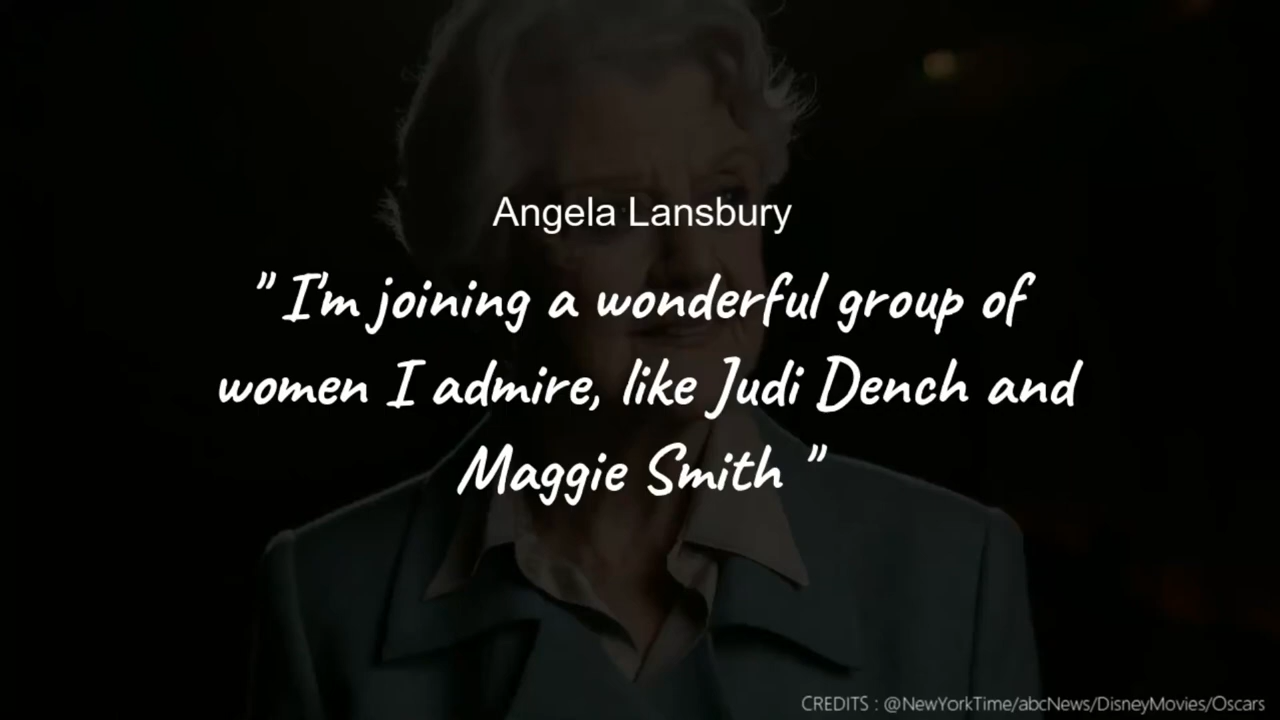 Angela Lansbury
" I'm joining a wonderful group of
women I admire, like Judi Dench and
Maggie Smith "
CREDITS : @NewYorkTime/abcNews/DisneyMovies/Oscars